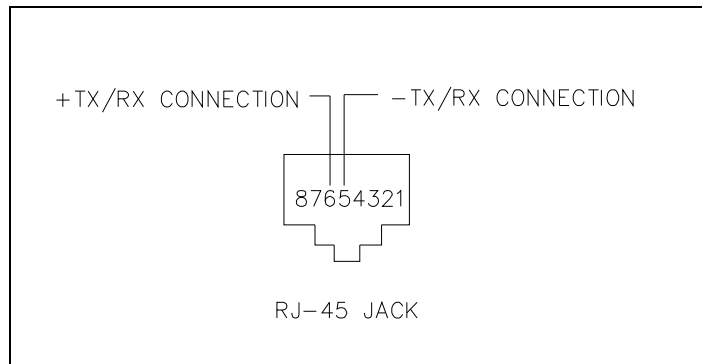 +TX/RX CONNECTION
-TX/RX CONNECTION
87654321
RJ-45 JACK